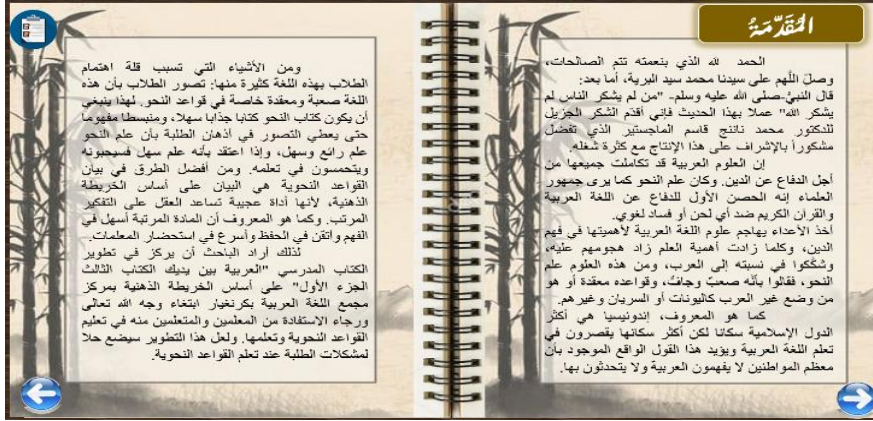 المُقَدِّمَةُ
الحمد لله الذي بنعمته تتم الصالحات،
وصلّ اللّهم على سيدنا محمد سيد البرية، أما بعد:
قال النبيّ-صلى الله عليه وسلم- "من لم يشكر الناس لم
يشكر الله" عملا بهذا الحديث فإني أقدّم الشكر الجزيل
للدكتور محمد نانانج قاسم الماجستير الذي تفضل
مشكوراً بالإشراف على هذا الإنتاج مع كثرة شغله.
إن العلوم العربية قد تكاملت جميعها من
أجل الدفاع عن الدين. وكان علم النحو كما يرى جمهور
العلماء إنه الحصن الأول للدفاع عن اللغة العربية
والقرآن الكريم ضد أي لحن أو فساد لغوي.
أخذ الأعداء يهاجم علوم اللغة العربية لأهميتها في فهم
الدين، وكلما زادت أهمية العلم زاد هجومهم عليه،
وشكّكوا في نسبته إلى العرب، ومن هذه العلوم علم
النحو، فقالوا بأنّه صعبٌ وجافٌ، وقواعده معقدة أو هو
من وضع غير العرب كاليونات أو السريان وغيرهم.
كما هو المعروف، إندونيسيا هي أكثر
الدول الإسلامية سكانا لكن أكثر سكانها يقصرون في
تعلم اللغة العربية ويؤيد هذا القول الواقع الموجود بأن
معظم المواطنين لا يفهمون العربية ولا يتحدثون بها.
ومن الأشياء التي تسبب قلة اهتمام
الطلاب بهذه اللغة كثيرة منها: تصور الطلاب بأن هذه
اللغة صعبة ومعقدة خاصة في قواعد النحو. لهذا ينبغي
أن يكون كتاب النحو كتابا جذابا سهلا، ومنبسطا مفهوما
حتى يعطي التصور في أذهان الطلبة بأن علم النحو
علم رائع وسهل، وإذا اعتقد بأنه علم سهل فسيحبونه
ويتحمسون في تعلمه. ومن أفضل الطرق في بيان
القواعد النحوية هي البيان على أساس الخريطة
الذهنية، لأنها أداة عجيبة تساعد العقل على التفكير
المرتب. وكما هو المعروف أن المادة المرتبة أسهل في
الفهم وأتقن في الحفظ وأسرع في استحضار المعلمات.
لذلك أراد الباحث أن يركز في تطوير
الكتاب المدرسي "العربية بين يديك الكتاب الثالث
الجزء الأول" على أساس الخريطة الذهنية بمركز
مجمع اللغة العربية بكرنغيار ابتغاء وجه الله تعالى
ورجاء الاستفادة من المعلمين والمتعلمين منه في تعليم
القواعد النحوية وتعلمها. ولعل هذا التطوير سيضع حلا
لمشكلات الطلبة عند تعلم القواعد النحوية.